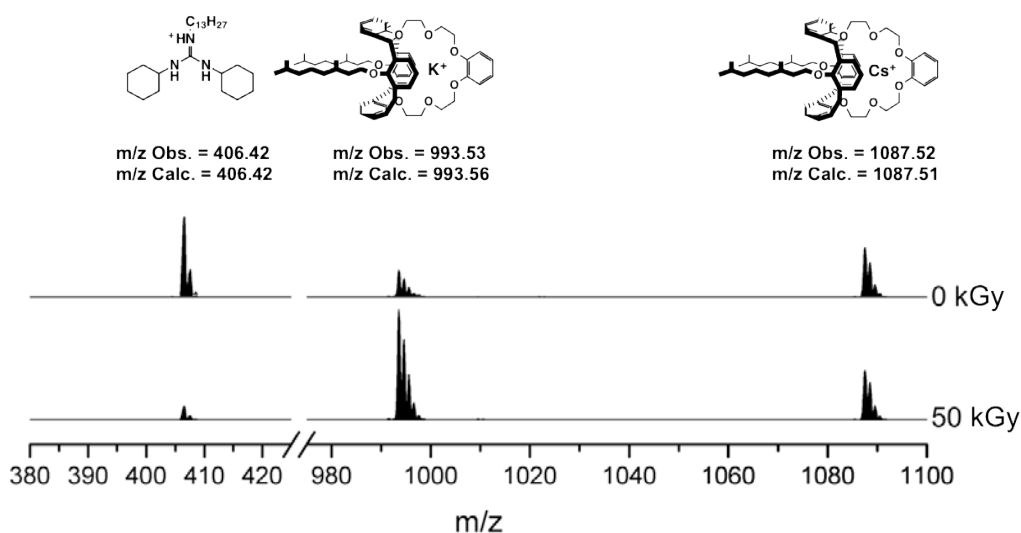 C13H27
+ HN
N
H
N
H
O
O
O
O
O
O
O
O
K+
O
O
O
O
O
O
O
O
Cs+
m/z Obs. = 406.42
m/z Calc. = 406.42
m/z Obs. = 993.53
m/z Calc. = 993.56
m/z Obs. = 1087.52
m/z Calc. = 1087.51
0 kGy
50 kGy
380 390 400 410 420 980 1000 1020 1040 1060 1080 1100
m/z